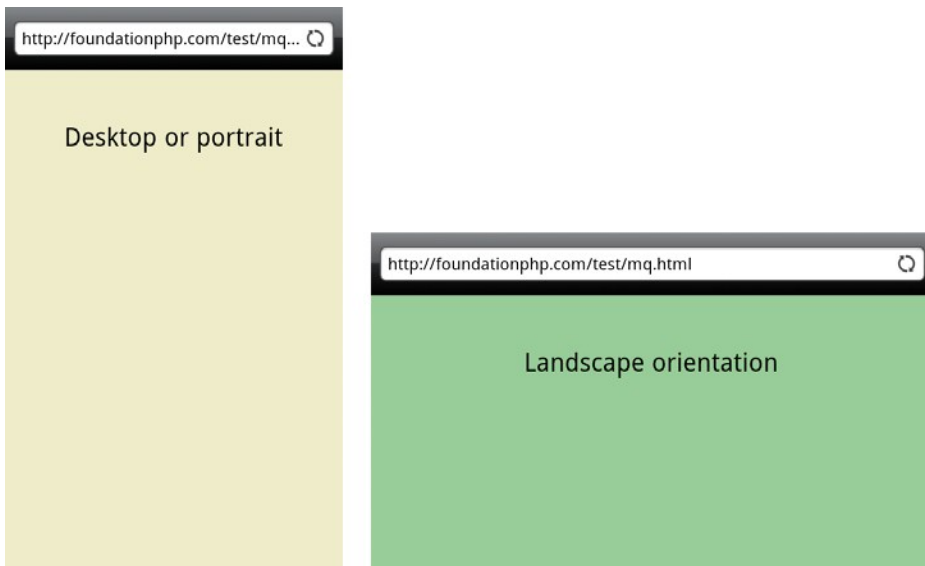 http://foundationphp.com/test/mq...
Desktop or portrait
http://foundationphp.com/test/mq.html
Landscape orientation